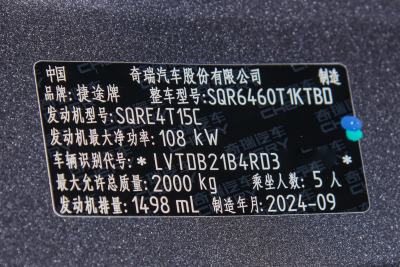 中国 奇瑞汽车股份有限公司 制造
品牌:捷途牌 整车型号:SQR6460T1KTBD
发动机型号:SQRE4T15C
发动机最大净功率:108 kW
车辆识别代号:*LVTDB21B4RD3 *
最大允许总质量:2000 kg 乘坐人数:5人
发动机排量:1498 mL 制造年月:2024-09